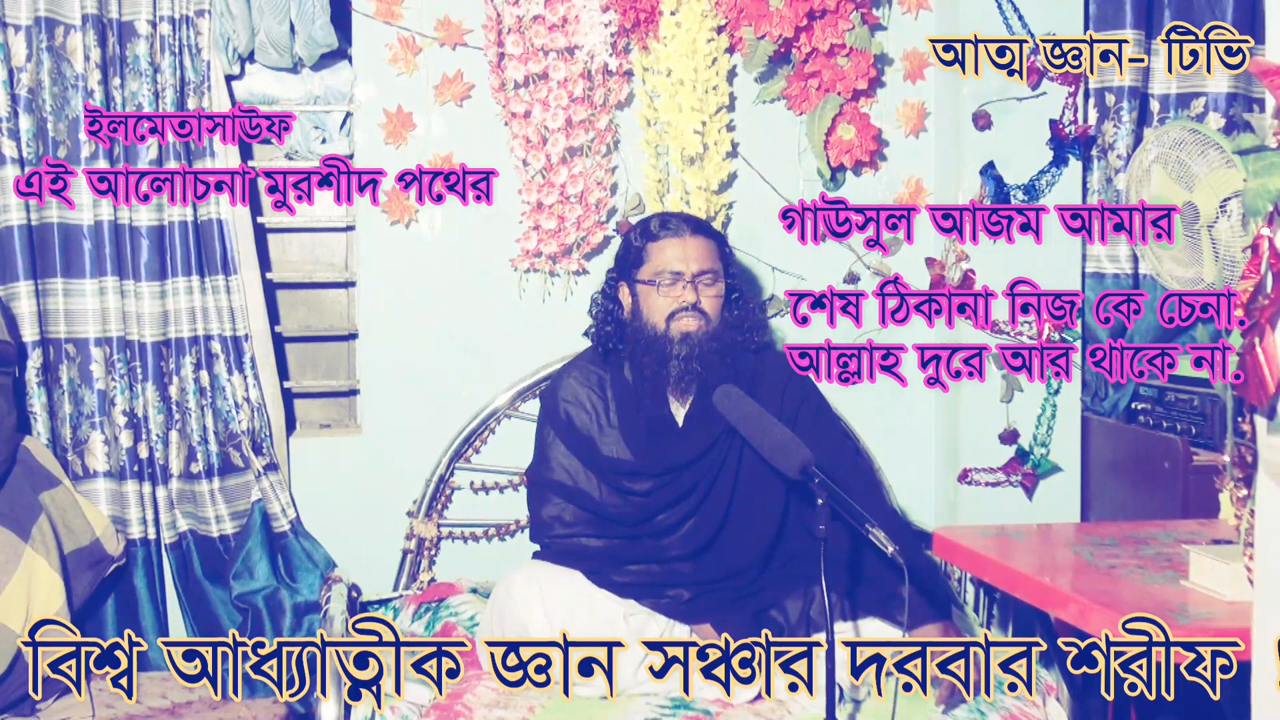 আত্ম জ্ঞান- টিভি
ইলমেতাসাউফ
এই আলোচনা মুরশীদ পথের
গাউসুল আজম আমার
শেষ ঠিকানা নিজ কে চেনা.
আল্লাহ দুরে আর থাকে না.
বিশ্ব আধ্যাত্নীক জ্ঞান সঞ্চার দরবার শরীফ